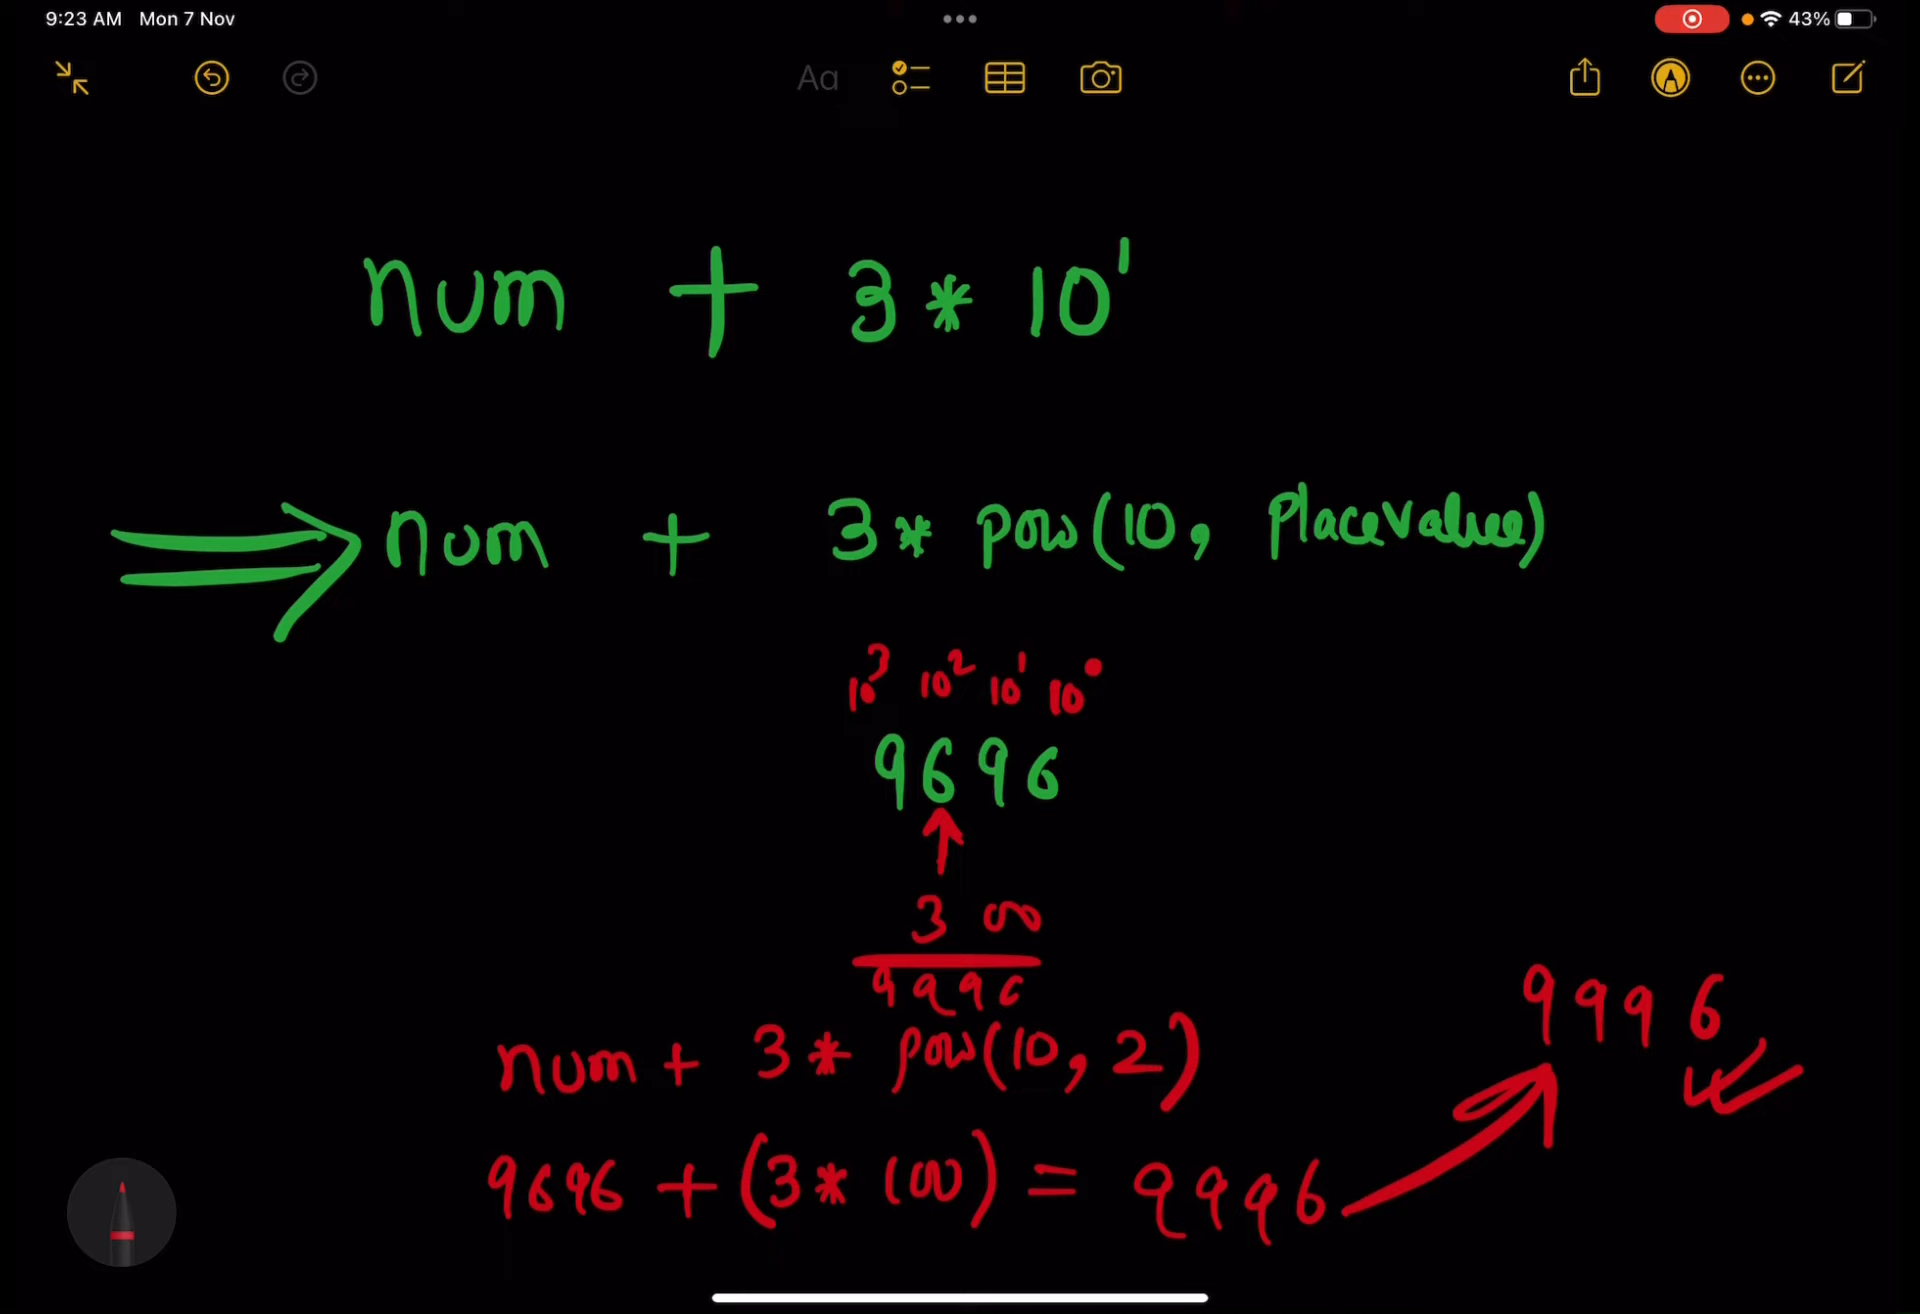 9:23 AM Mon 7 Nov
43%
Aa
num + 3 * 10¹
num + 3 * pow(10, placevalue)
10³ 10² 10¹ 10⁰
9696
3 00
9996
9996
num + 3 * pow(10, 2)
9696 + (3 * 100) = 9996